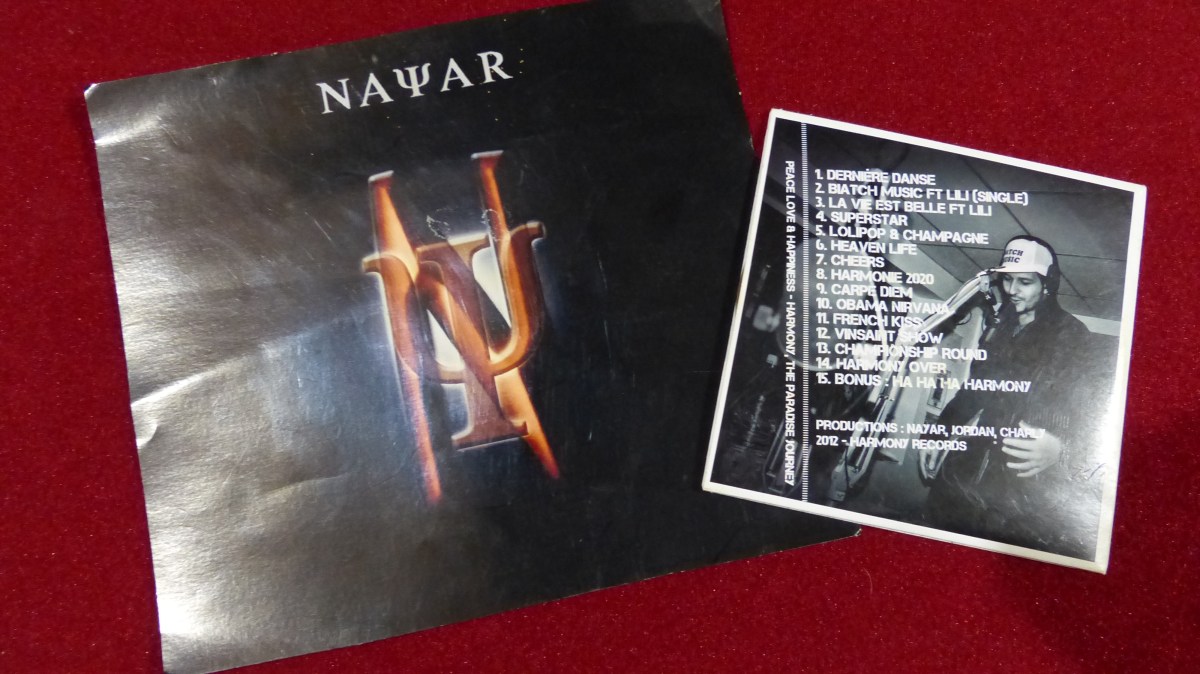 NAΨAR
PEACE LOVE & HAPPINESS - HARMONY, THE PARADISE JOURNEY
1. DERNIÈRE DANSE
2. BIATCH MUSIC FT LILI (SINGLE)
3. LA VIE EST BELLE FT LILI
4. SUPERSTAR
5. LOLIPOP & CHAMPAGNE
6. HEAVEN LIFE
7. CHEERS
8. HARMONIE 2020
9. CARPE DIEM
10. OBAMA NIRVANA
11. FRENCH KISS
12. VINSAINT SHOW
13. CHAMPIONSHIP ROUND
14. HARMONY OVER
15. BONUS : HA HA HA HARMONY
PRODUCTIONS : NAYAR, JORDAN, CHARLY
2012 - HARMONY RECORDS
MUSIC